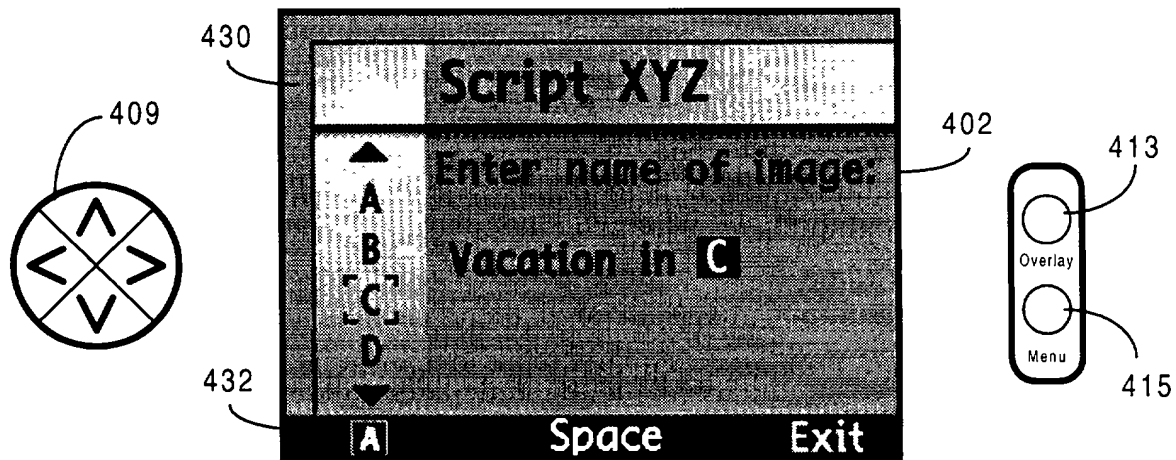 430
Script XYZ
409
402
413
Enter name of image:
A
B
Vacation in C
Overlay
C
D
Menu
432
415
A Space Exit